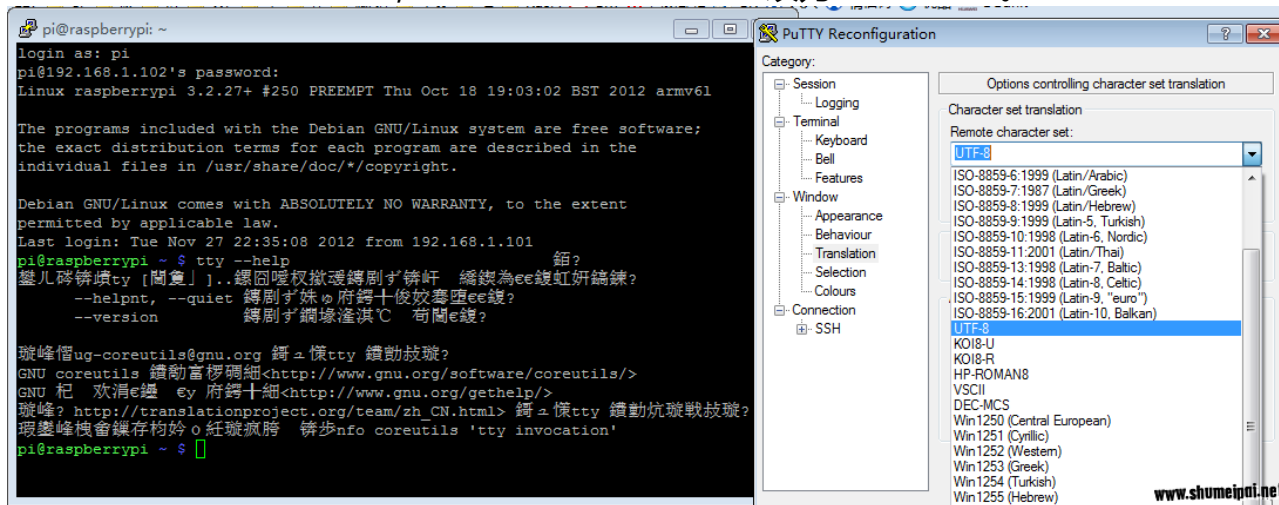 pi@raspberrypi: ~
login as: pi
pi@192.168.1.102's password:
Linux raspberrypi 3.2.27+ #250 PREEMPT Thu Oct 18 19:03:02 BST 2012 armv6l
The programs included with the Debian GNU/Linux system are free software;
the exact distribution terms for each program are described in the
individual files in /usr/share/doc/*/copyright.
Debian GNU/Linux comes with ABSOLUTELY NO WARRANTY, to the extent
permitted by applicable law.
Last login: Tue Nov 27 22:35:08 2012 from 192.168.1.101
pi@raspberrypi ~ $ tty --help
--helpnt, --quiet
--version
ug-coreutils@gnu.org
GNU coreutils <http://www.gnu.org/software/coreutils/>
GNU <http://www.gnu.org/gethelp/>
http://translationproject.org/team/zh_CN.html>
nfo coreutils 'tty invocation'
pi@raspberrypi ~ $
PuTTY Reconfiguration
Category:
Session
Logging
Terminal
Keyboard
Bell
Features
Window
Appearance
Behaviour
Translation
Selection
Colours
Connection
SSH
Options controlling character set translation
Character set translation
Remote character set:
UTF-8
ISO-8859-6:1999 (Latin/Arabic)
ISO-8859-7:1987 (Latin/Greek)
ISO-8859-8:1999 (Latin/Hebrew)
ISO-8859-9:1999 (Latin-5, Turkish)
ISO-8859-10:1998 (Latin-6, Nordic)
ISO-8859-11:2001 (Latin/Thai)
ISO-8859-13:1998 (Latin-7, Baltic)
ISO-8859-14:1998 (Latin-8, Celtic)
ISO-8859-15:1999 (Latin-9, "euro")
ISO-8859-16:2001 (Latin-10, Balkan)
UTF-8
KOI8-U
KOI8-R
HP-ROMAN8
VSCII
DEC-MCS
Win1250 (Central European)
Win1251 (Cyrillic)
Win1252 (Western)
Win1253 (Greek)
Win1254 (Turkish)
Win1255 (Hebrew)
www.shumeipai.net